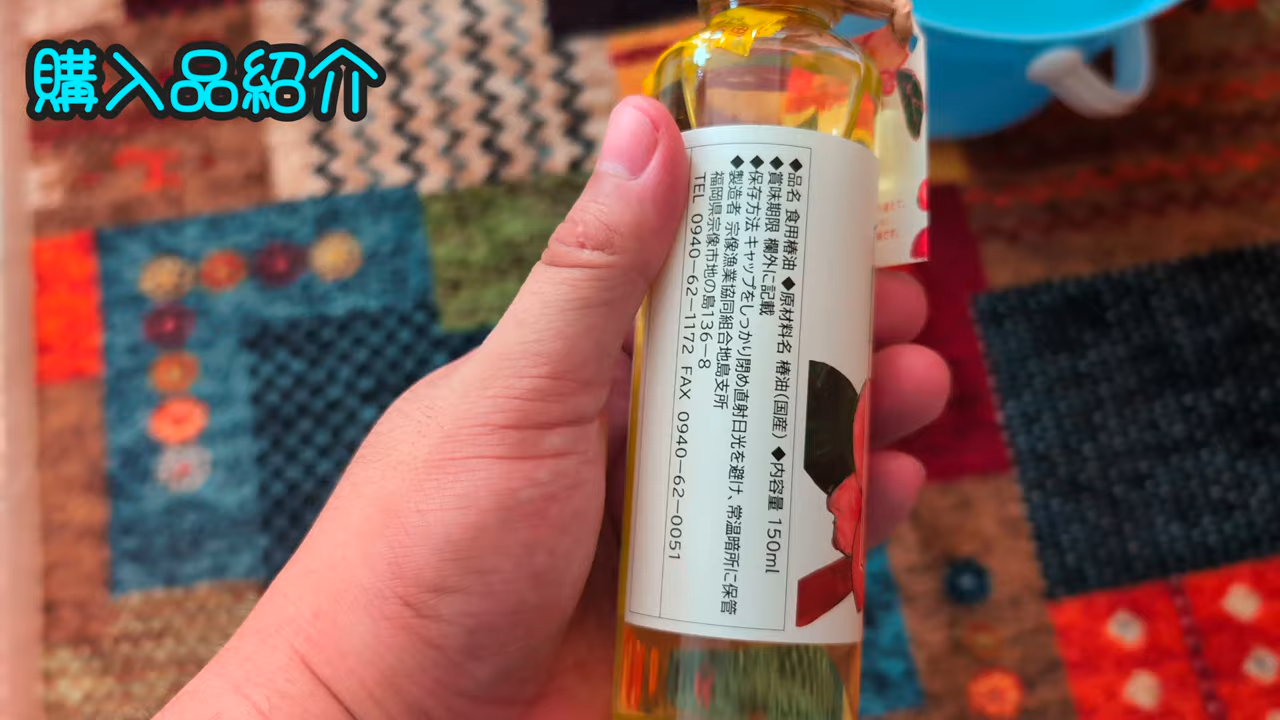 購入品紹介
◆品名 食用椿油 ◆原材料名 椿油(国産) ◆内容量 150ml
◆賞味期限 欄外に記載
◆保存方法 キャップをしっかり閉め直射日光を避け、常温暗所に保管
◆製造者 宗像漁業協同組合地島支所
福岡県宗像市地の島136−8
TEL 0940−62−1172 FAX 0940−62−0051